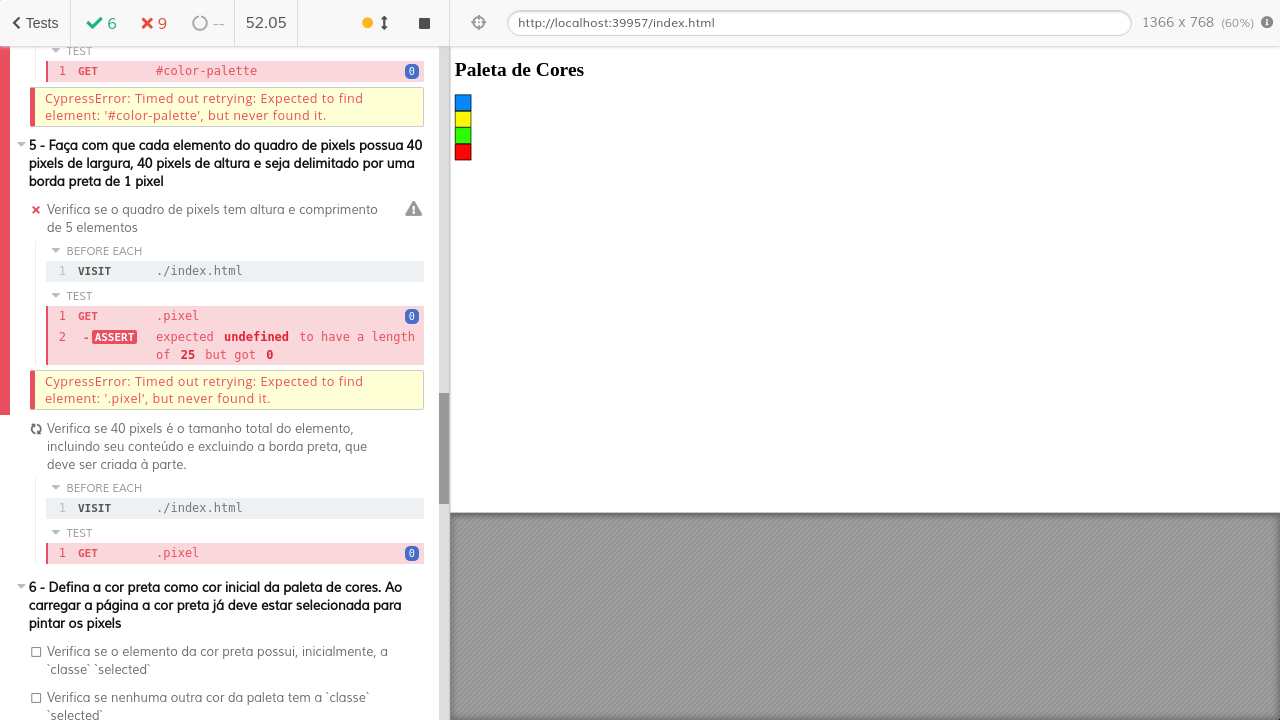 Tests
6
9
--
52.05
http://localhost:39957/index.html
1366 x 768 (60%)
TEST
1 GET #color-palette 0
CypressError: Timed out retrying: Expected to find
element: '#color-palette', but never found it.
5 - Faça com que cada elemento do quadro de pixels possua 40
pixels de largura, 40 pixels de altura e seja delimitado por uma
borda preta de 1 pixel
Verifica se o quadro de pixels tem altura e comprimento
de 5 elementos
BEFORE EACH
1 VISIT ./index.html
TEST
1 GET .pixel 0
2 -ASSERT expected undefined to have a length
of 25 but got 0
CypressError: Timed out retrying: Expected to find
element: '.pixel', but never found it.
Verifica se 40 pixels é o tamanho total do elemento,
incluindo seu conteúdo e excluindo a borda preta, que
deve ser criada à parte.
BEFORE EACH
1 VISIT ./index.html
TEST
1 GET .pixel 0
6 - Defina a cor preta como cor inicial da paleta de cores. Ao
carregar a página a cor preta já deve estar selecionada para
pintar os pixels
Verifica se o elemento da cor preta possui, inicialmente, a
`classe` `selected`
Verifica se nenhuma outra cor da paleta tem a `classe`
`selected`
Paleta de Cores